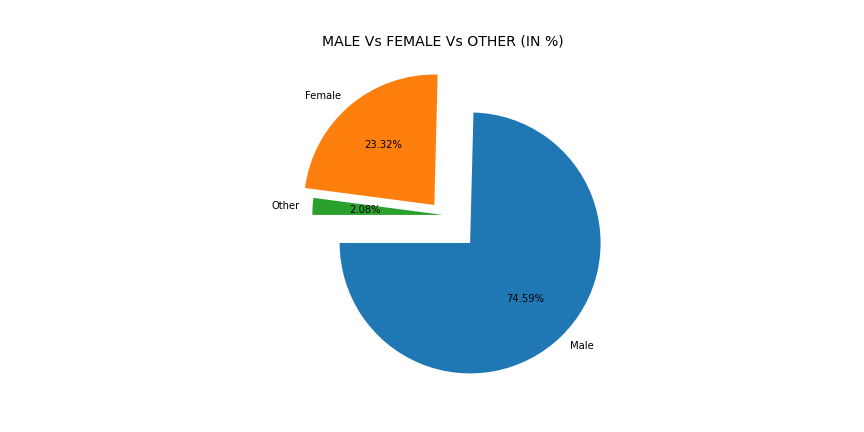 MALE Vs FEMALE Vs OTHER (IN %)
Female
23.32%
Other
2.08%
74.59%
Male